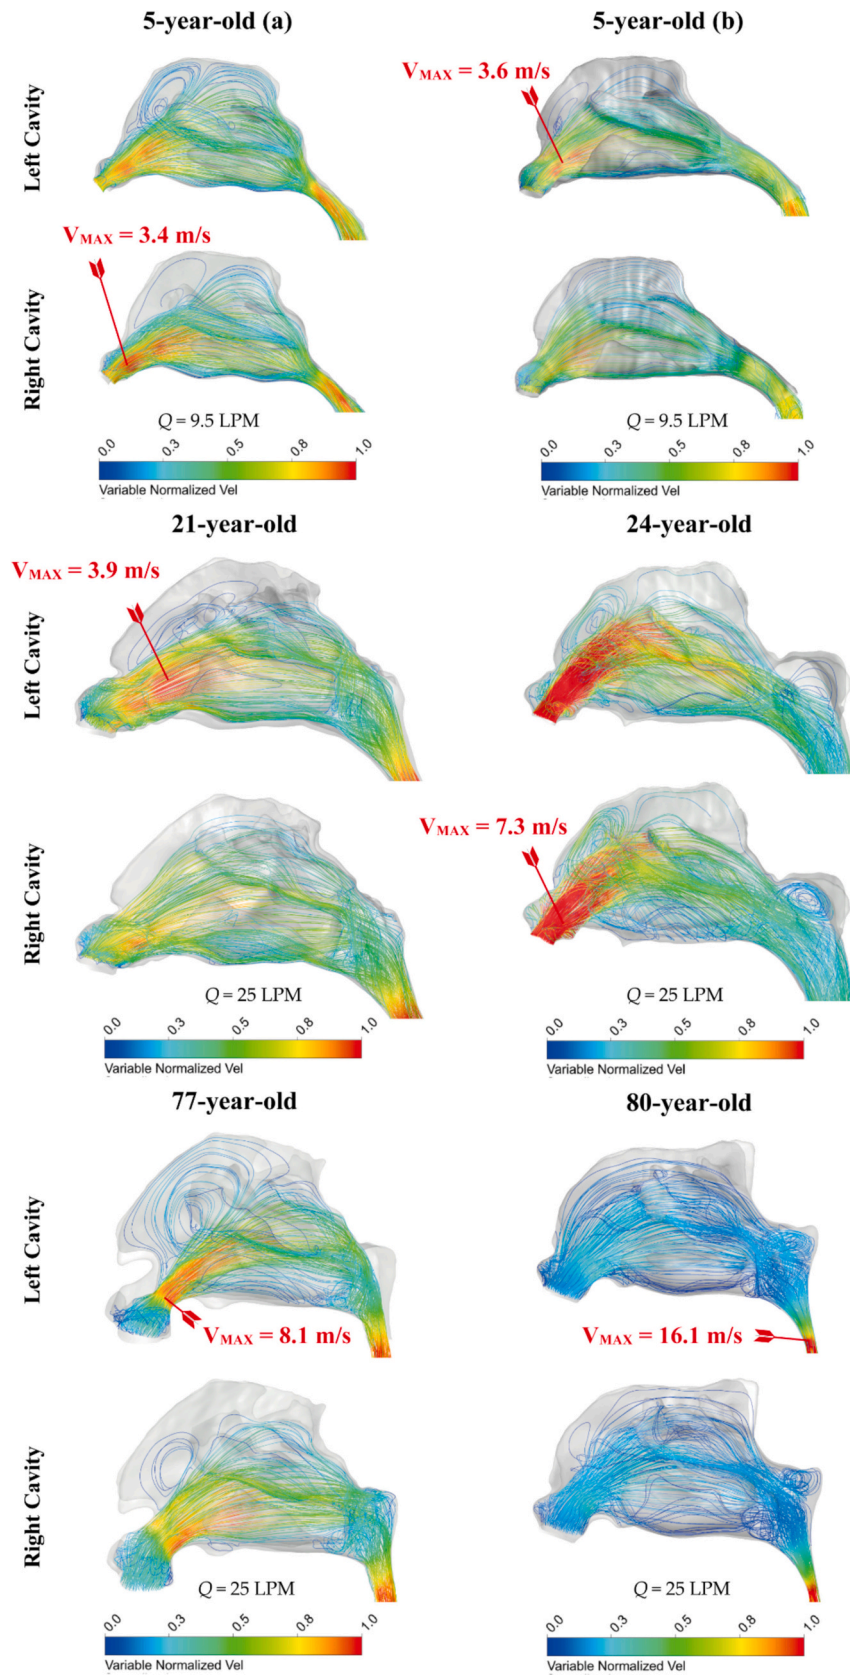 5-year-old (a)
5-year-old (b)
Left Cavity
V_MAX = 3.6 m/s
Right Cavity
V_MAX = 3.4 m/s
Q = 9.5 LPM
Q = 9.5 LPM
0.0 0.3 0.5 0.8 1.0
Variable Normalized Vel
0.0 0.3 0.5 0.8 1.0
Variable Normalized Vel
21-year-old
24-year-old
Left Cavity
V_MAX = 3.9 m/s
Right Cavity
V_MAX = 7.3 m/s
Q = 25 LPM
Q = 25 LPM
0.0 0.3 0.5 0.8 1.0
Variable Normalized Vel
0.0 0.3 0.5 0.8 1.0
Variable Normalized Vel
77-year-old
80-year-old
Left Cavity
V_MAX = 8.1 m/s
V_MAX = 16.1 m/s
Right Cavity
Q = 25 LPM
Q = 25 LPM
0.0 0.3 0.5 0.8 1.0
Variable Normalized Vel
0.0 0.3 0.5 0.8 1.0
Variable Normalized Vel